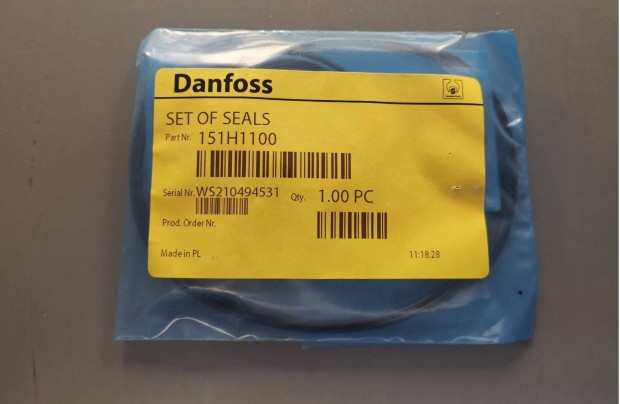 Danfoss
SET OF SEALS
Part Nr. 151H1100
Serial Nr. WS210494531 Qty. 1.00 PC
Prod. Order Nr.
Made in PL 11:18:28